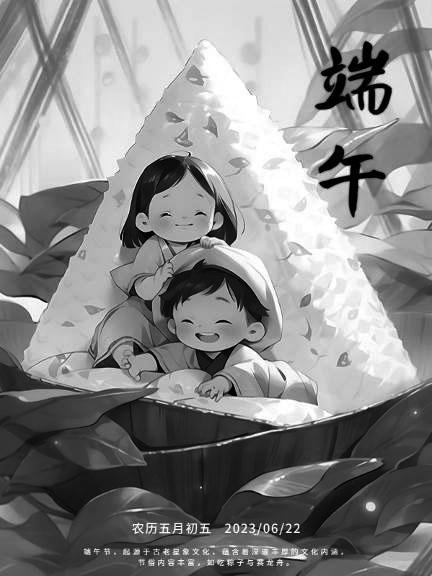 端午
农历五月初五 2023/06/22
端午节，起源于古老星象文化，蕴含着深邃丰厚的文化内涵，
节俗内容丰富，如吃粽子与赛龙舟。